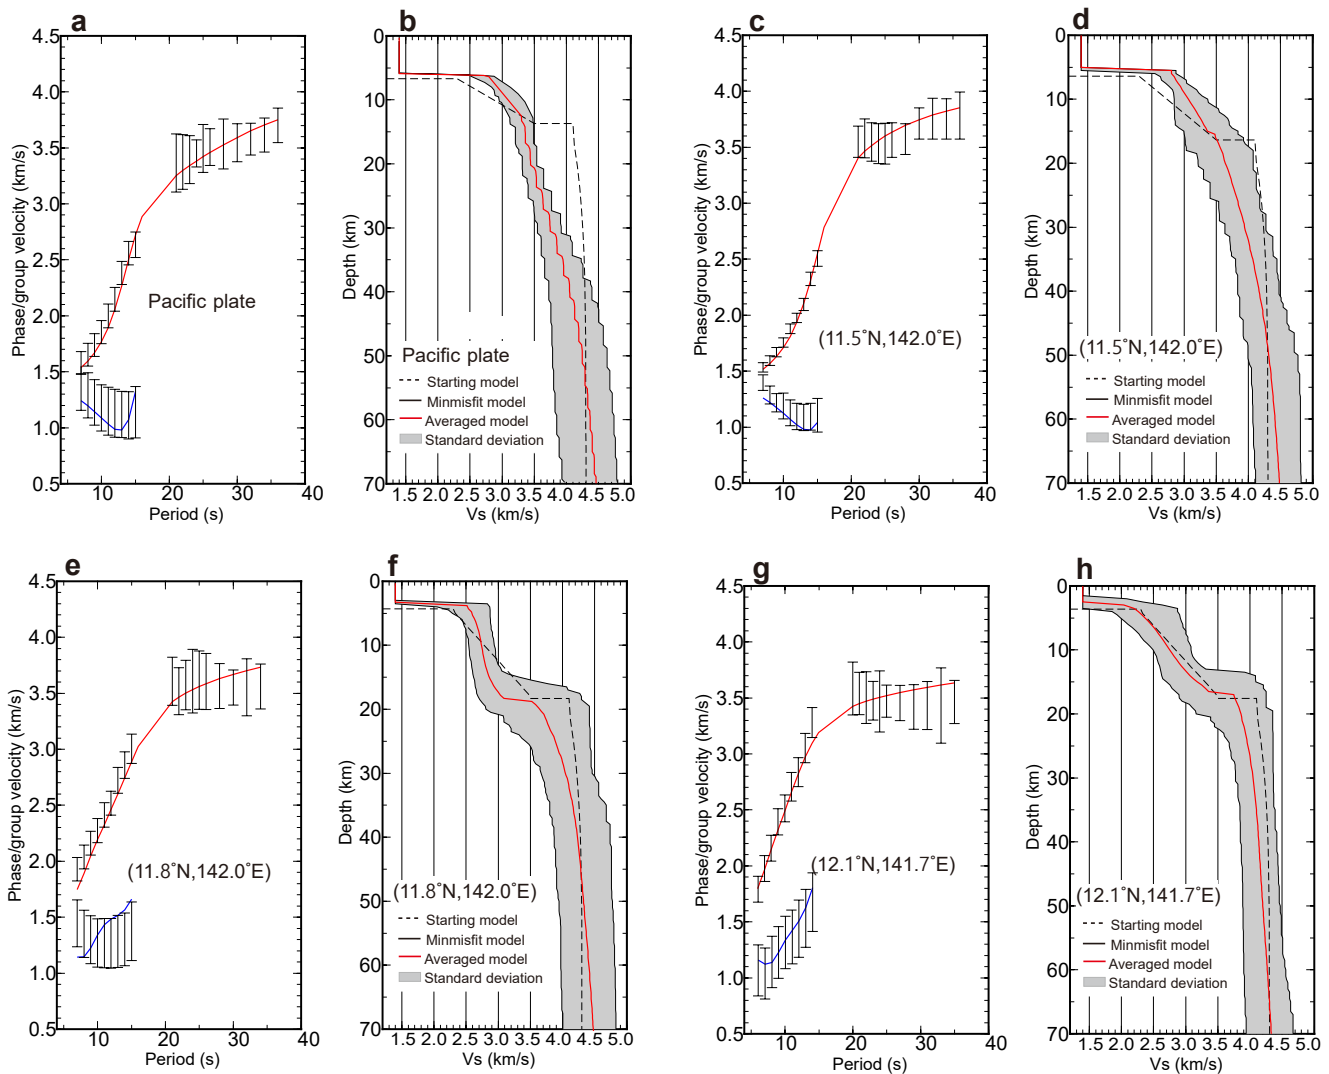 a
4.5
4.0
3.5
3.0
2.5
2.0
1.5
1.0
0.5
10
20
30
40
Period (s)
Phase/group velocity (km/s)
Pacific plate
b
0
10
20
30
40
50
60
70
1.5
2.0
2.5
3.0
3.5
4.0
4.5
5.0
Vs (km/s)
Depth (km)
Pacific plate
Starting model
Minmisfit model
Averaged model
Standard deviation
c
4.5
4.0
3.5
3.0
2.5
2.0
1.5
1.0
0.5
10
20
30
40
Period (s)
Phase/group velocity (km/s)
(11.5°N,142.0°E)
d
0
10
20
30
40
50
60
70
1.5
2.0
2.5
3.0
3.5
4.0
4.5
5.0
Vs (km/s)
Depth (km)
(11.5°N,142.0°E)
Starting model
Minmisfit model
Averaged model
Standard deviation
e
4.5
4.0
3.5
3.0
2.5
2.0
1.5
1.0
0.5
10
20
30
40
Period (s)
Phase/group velocity (km/s)
(11.8°N,142.0°E)
f
0
10
20
30
40
50
60
70
1.5
2.0
2.5
3.0
3.5
4.0
4.5
5.0
Vs (km/s)
Depth (km)
(11.8°N,142.0°E)
Starting model
Minmisfit model
Averaged model
Standard deviation
g
4.5
4.0
3.5
3.0
2.5
2.0
1.5
1.0
0.5
10
20
30
40
Period (s)
Phase/group velocity (km/s)
(12.1°N,141.7°E)
h
0
10
20
30
40
50
60
70
1.5
2.0
2.5
3.0
3.5
4.0
4.5
5.0
Vs (km/s)
Depth (km)
(12.1°N,141.7°E)
Starting model
Minmisfit model
Averaged model
Standard deviation